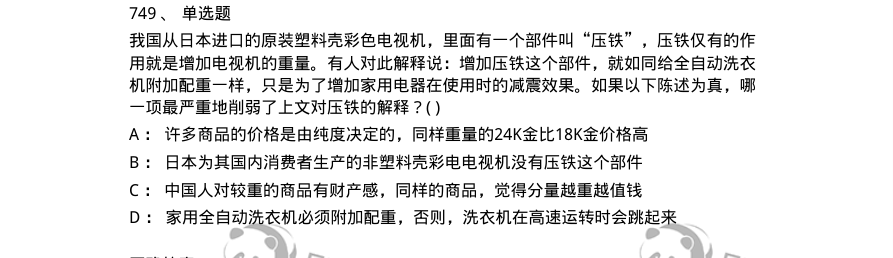 749 、 单选题
我国从日本进口的原装塑料壳彩色电视机，里面有一个部件叫“压铁”，压铁仅有的作
用就是增加电视机的重量。有人对此解释说：增加压铁这个部件，就如同给全自动洗衣
机附加配重一样，只是为了增加家用电器在使用时的减震效果。如果以下陈述为真，哪
一项最严重地削弱了上文对压铁的解释？( )
A ： 许多商品的价格是由纯度决定的，同样重量的24K金比18K金价格高
B ： 日本为其国内消费者生产的非塑料壳彩电电视机没有压铁这个部件
C ： 中国人对较重的商品有财产感，同样的商品，觉得分量越重越值钱
D ： 家用全自动洗衣机必须附加配重，否则，洗衣机在高速运转时会跳起来